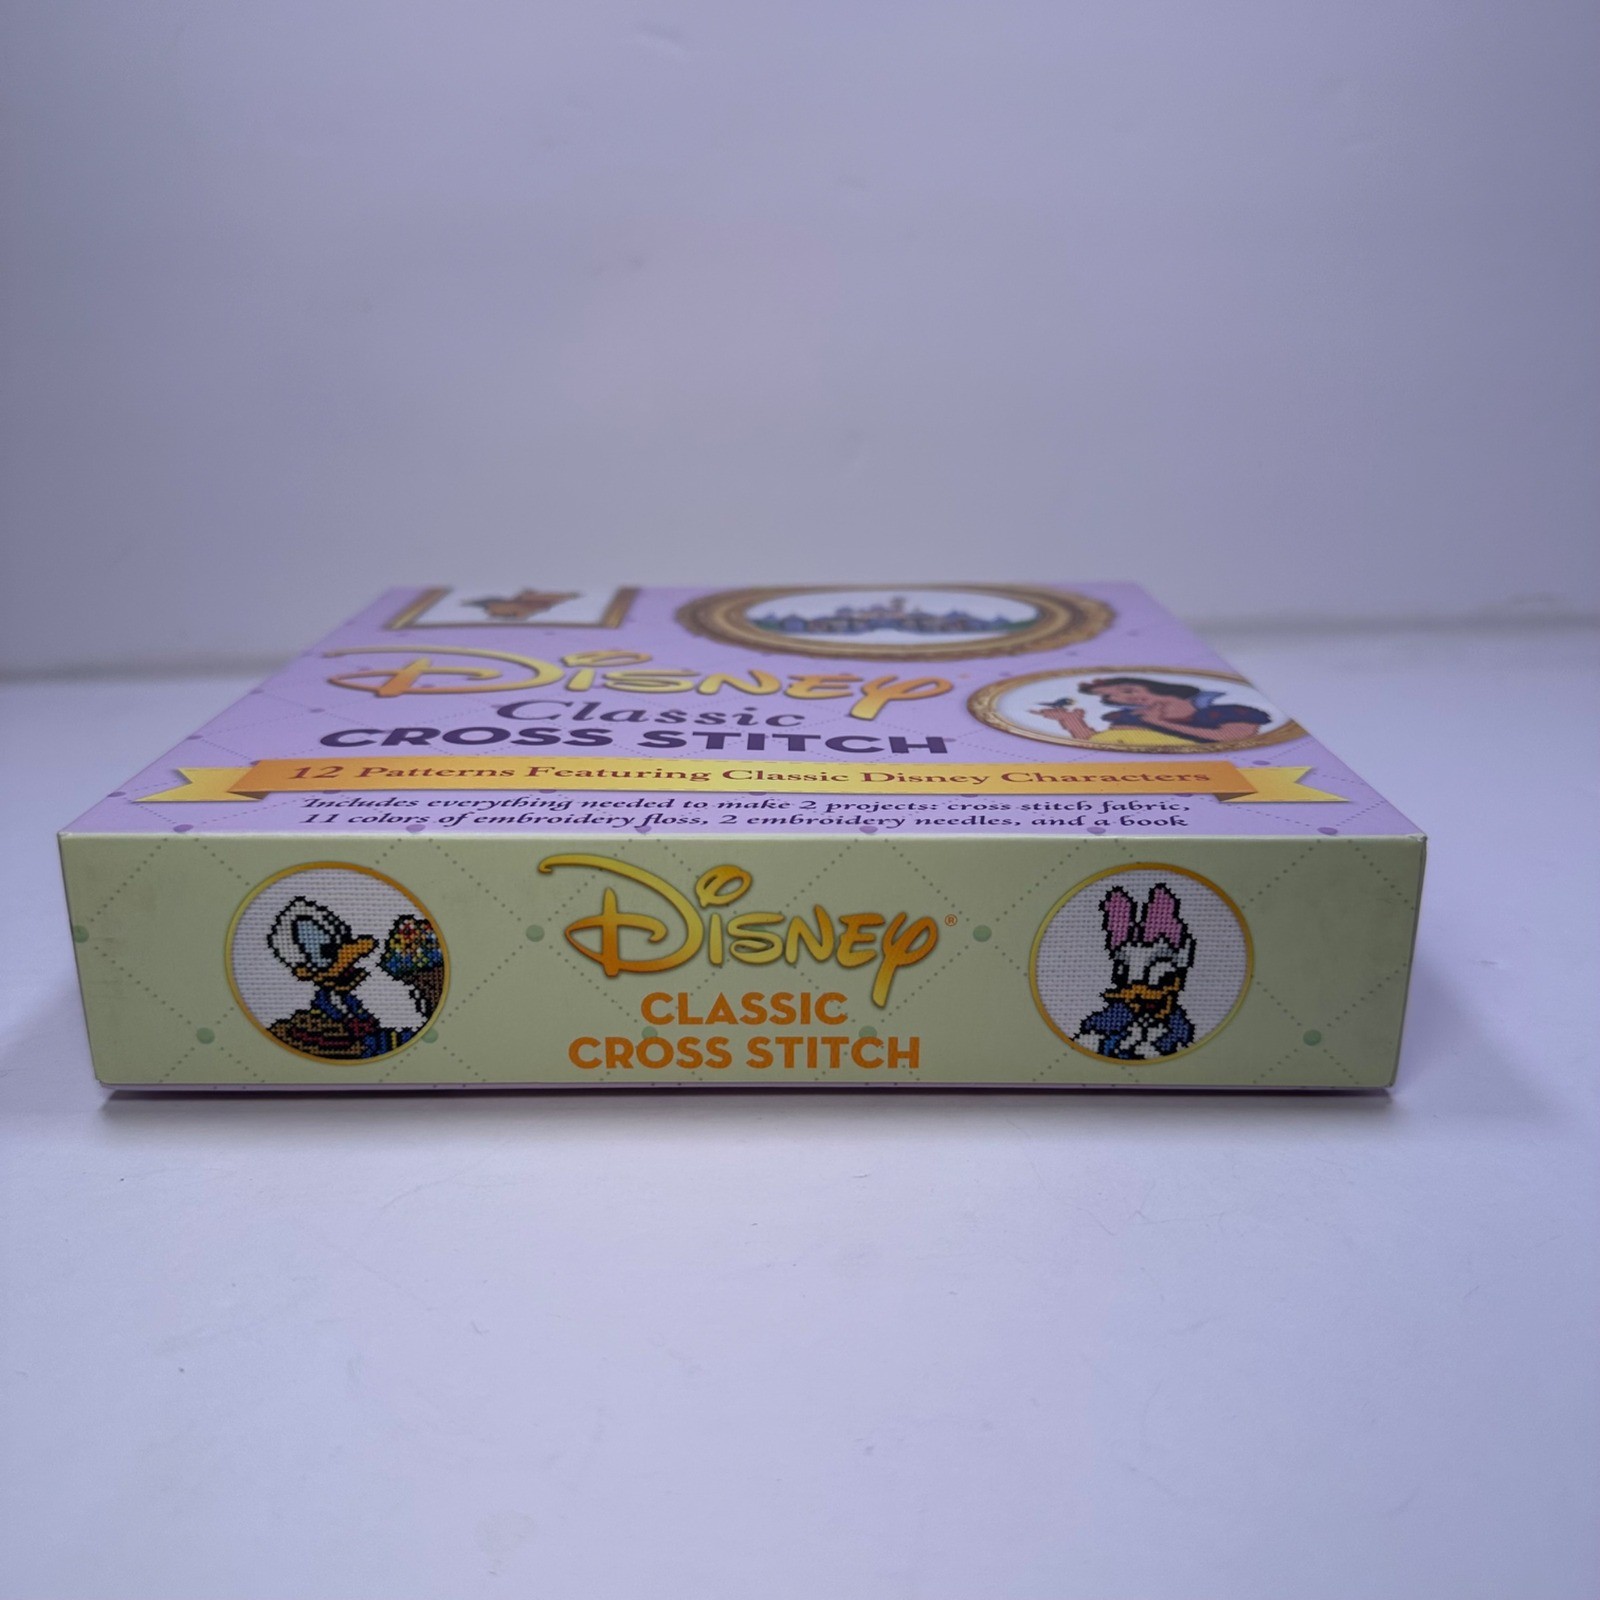 Disney
Classic
CROSS STITCH
12 Patterns Featuring Classic Disney Characters
Includes everything needed to make 2 projects: cross stitch fabric,
11 colors of embroidery floss, 2 embroidery needles, and a book
Disney®
CLASSIC
CROSS STITCH